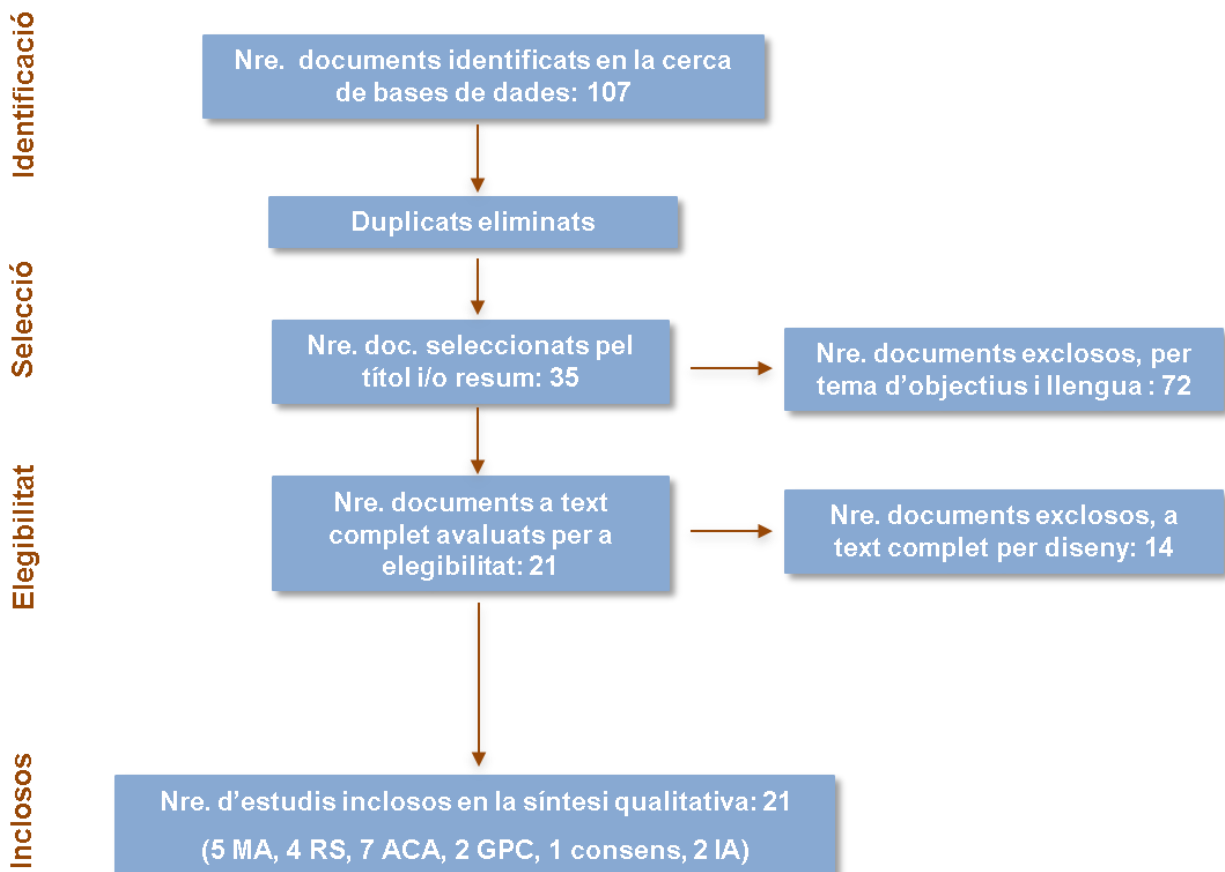 Identificació
Nre. documents identificats en la cerca
de bases de dades: 107
Duplicats eliminats
Selecció
Nre. doc. seleccionats pel
títol i/o resum: 35
Nre. documents exclosos, per
tema d'objectius i llengua : 72
Elegibilitat
Nre. documents a text
complet avaluats per a
elegibilitat: 21
Nre. documents exclosos, a
text complet per diseny: 14
Inclosos
Nre. d'estudis inclosos en la síntesi qualitativa: 21
(5 MA, 4 RS, 7 ACA, 2 GPC, 1 consens, 2 IA)